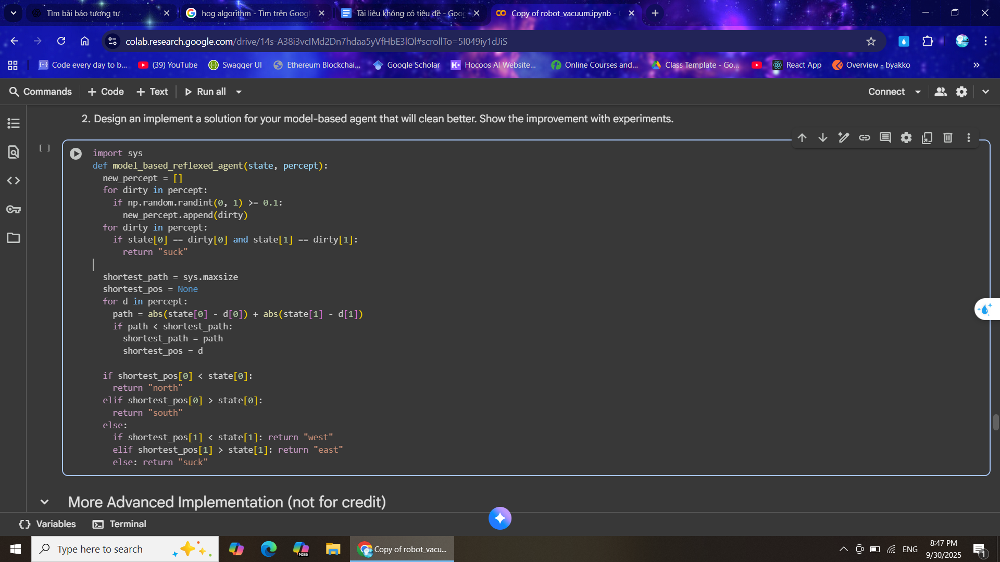 Tìm bài báo tương tự
hog algorithm - Tìm trên Goog
Tài liệu không có tiêu đề - Goo
Copy of robot_vacuum.ipynb -
colab.research.google.com/drive/14s-A38i3vcIMd2Dn7hdaa5yVfHbE3lQl#scrollTo=5I049iy1dJiS
Code every day to b...
(39) YouTube
Swagger UI
Ethereum Blockchai...
Google Scholar
Hocoos AI Website...
Online Courses and...
Class Template - Go...
React App
Overview - byakko
Commands
+ Code
+ Text
Run all
Connect
2. Design an implement a solution for your model-based agent that will clean better. Show the improvement with experiments.
[ ]
import sys
def model_based_reflexed_agent(state, percept):
new_percept = []
for dirty in percept:
if np.random.randint(0, 1) >= 0.1:
new_percept.append(dirty)
for dirty in percept:
if state[0] == dirty[0] and state[1] == dirty[1]:
return "suck"
shortest_path = sys.maxsize
shortest_pos = None
for d in percept:
path = abs(state[0] - d[0]) + abs(state[1] - d[1])
if path < shortest_path:
shortest_path = path
shortest_pos = d
if shortest_pos[0] < state[0]:
return "north"
elif shortest_pos[0] > state[0]:
return "south"
else:
if shortest_pos[1] < state[1]: return "west"
elif shortest_pos[1] > state[1]: return "east"
else: return "suck"
More Advanced Implementation (not for credit)
Variables
Terminal
Type here to search
M365
Copy of robot_vacu...
ENG
8:47 PM
9/30/2025
1